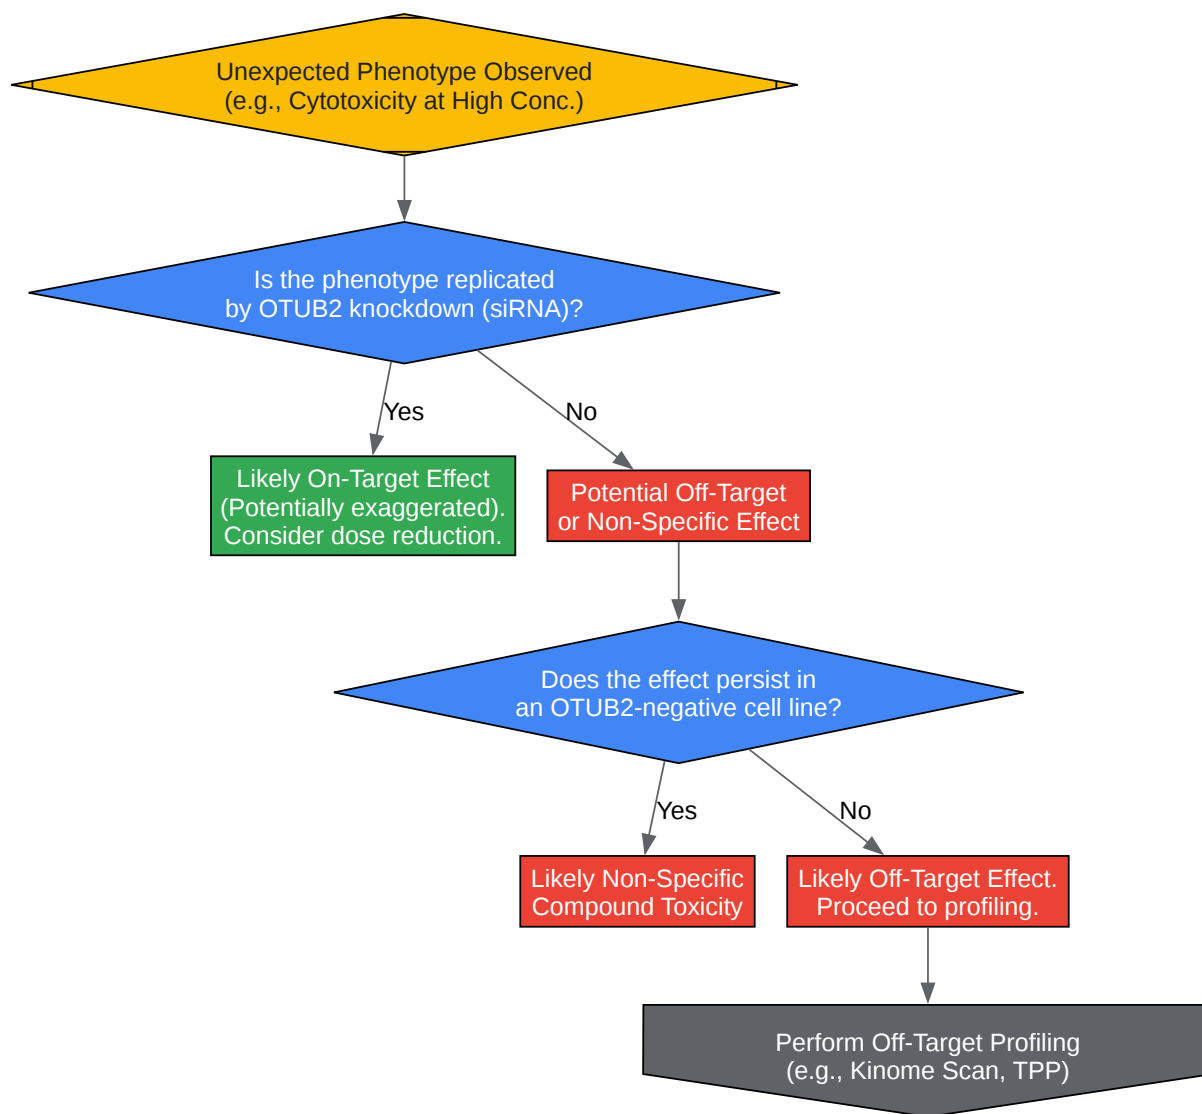 Unexpected Phenotype Observed
(e.g., Cytotoxicity at High Conc.)
Is the phenotype replicated
by OTUB2 knockdown (siRNA)?
Yes
No
Likely On-Target Effect
(Potentially exaggerated).
Consider dose reduction.
Potential Off-Target
or Non-Specific Effect
Does the effect persist in
an OTUB2-negative cell line?
Yes
No
Likely Non-Specific
Compound Toxicity
Likely Off-Target Effect.
Proceed to profiling.
Perform Off-Target Profiling
(e.g., Kinome Scan, TPP)